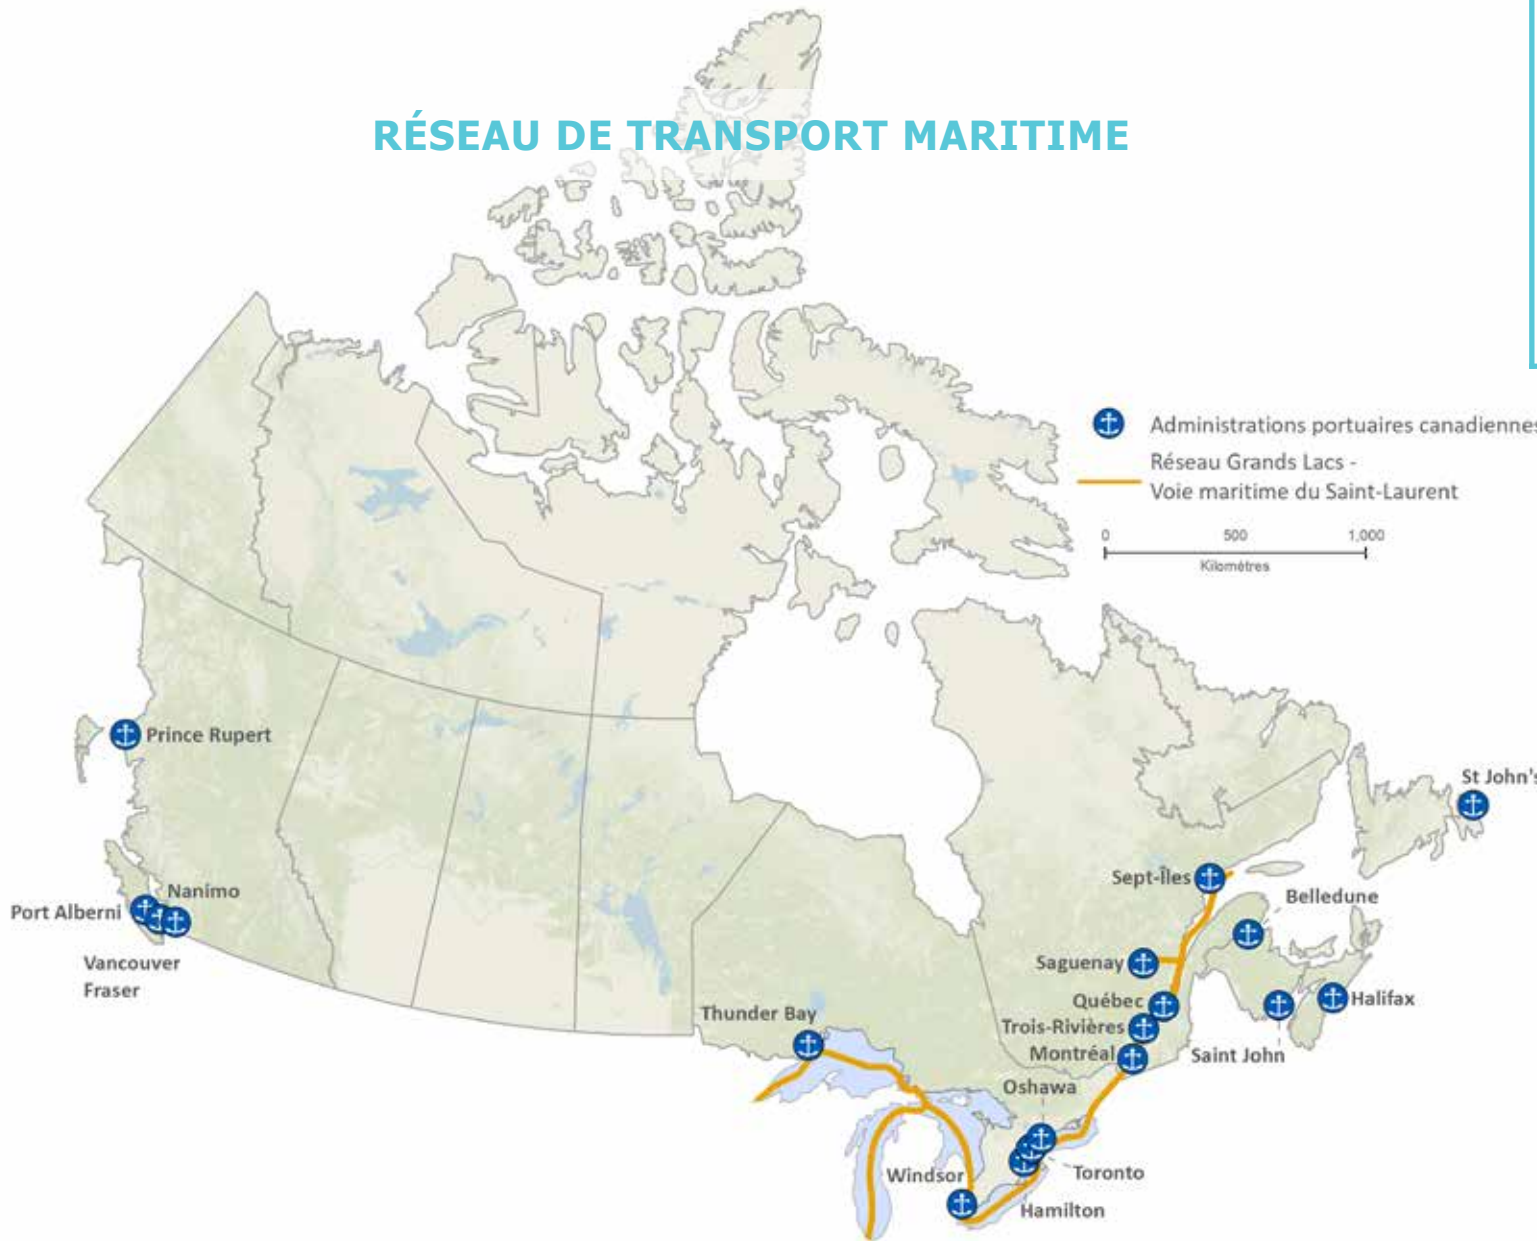 RÉSEAU DE TRANSPORT MARITIME
Administrations portuaires canadiennes
Réseau Grands Lacs -
Voie maritime du Saint-Laurent
0 500 1,000
Kilomètres
Prince Rupert
St John's
Sept-Îles
Belledune
Nanimo
Port Alberni
Vancouver
Fraser
Saguenay
Québec
Halifax
Thunder Bay
Trois-Rivières
Montréal
Saint John
Oshawa
Windsor
Toronto
Hamilton